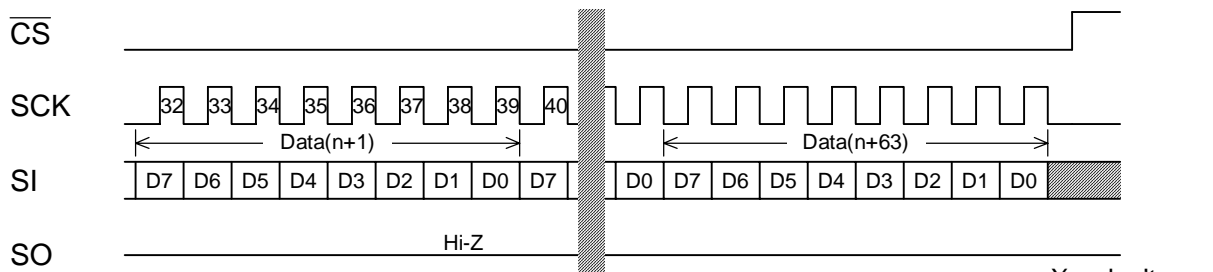 CS
SCK
32 33 34 35 36 37 38 39 40
Data(n+1) Data(n+63)
SI
D7 D6 D5 D4 D3 D2 D1 D0 D7 D0 D7 D6 D5 D4 D3 D2 D1 D0
Hi-Z
SO